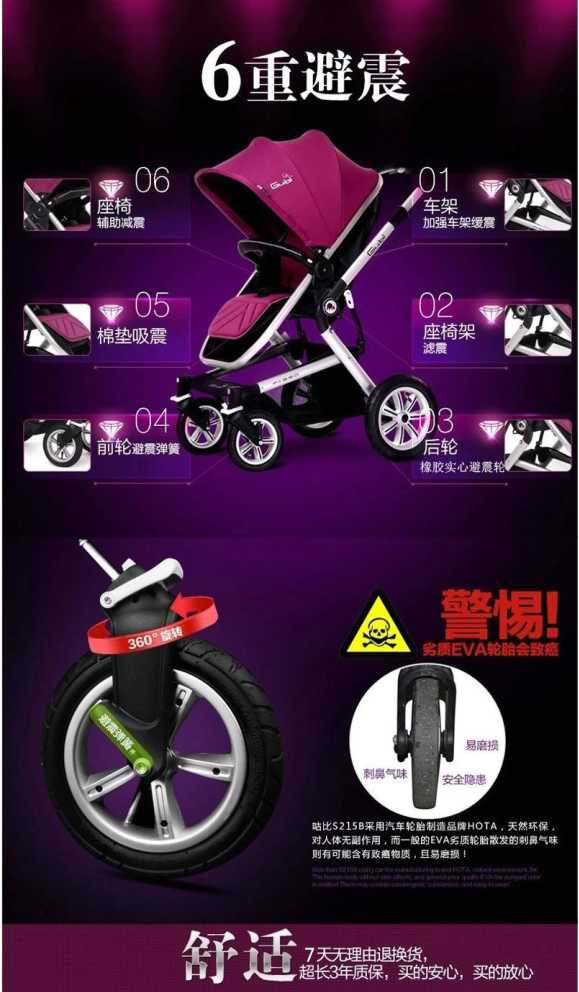 6重避震
06
座椅
辅助减震
01
车架
加强车架缓震
05
棉垫吸震
02
座椅架
滤震
04
前轮避震弹簧
03
后轮
橡胶实心避震轮
Gubi
Gubi
360°旋转
避震弹簧
警惕!
劣质EVA轮胎会致癌
易磨损
刺鼻气味
安全隐患
咕比S215B采用汽车轮胎制造品牌HOTA，天然环保，
对人体无副作用，而一般的EVA劣质轮胎散发的刺鼻气味
则有可能含有致癌物质，且易磨损！
舒适
7天无理由退换货，
超长3年质保，买的安心，买的放心